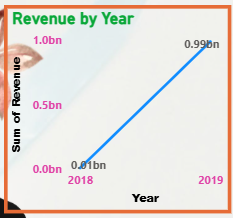 Revenue by Year
1.0bn
0.99bn
Sum of Revenue
0.5bn
0.0bn
0.01bn
2018
2019
Year